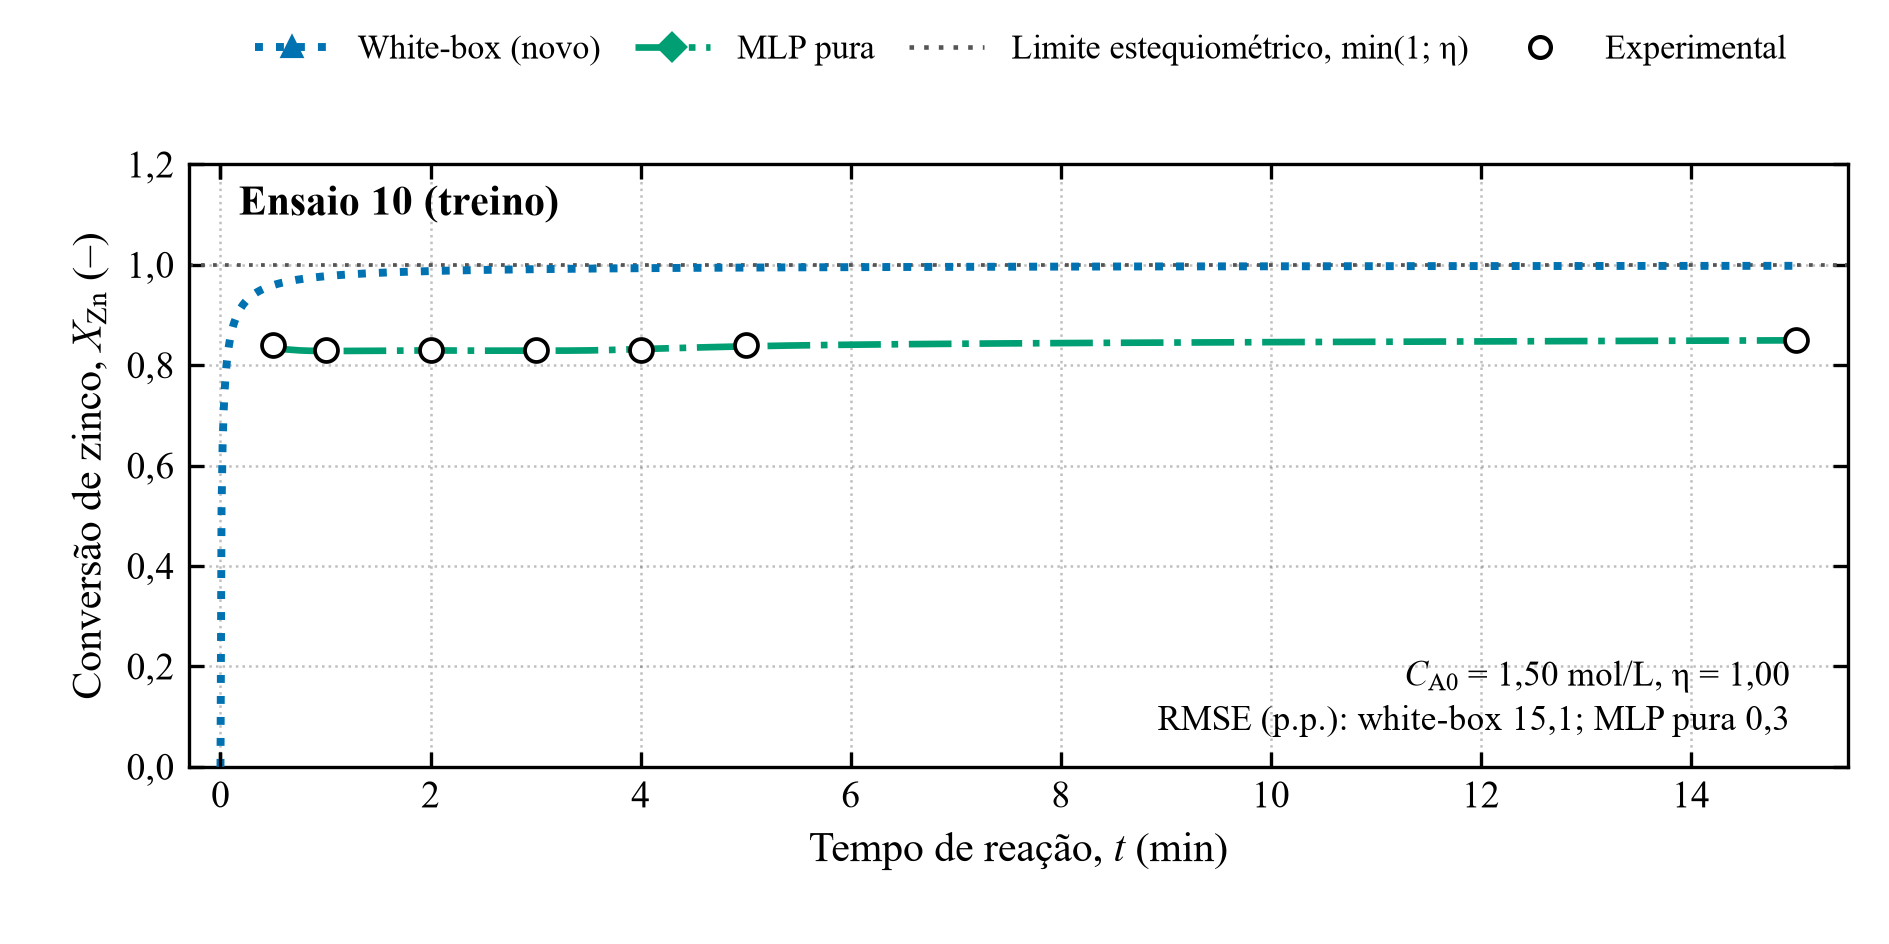 White-box (novo) MLP pura Limite estequiométrico, min(1; η) Experimental
Ensaio 10 (treino)
Conversão de zinco, X_Zn (−)
1,2
1,0
0,8
0,6
0,4
0,2
0,0
C_A0 = 1,50 mol/L, η = 1,00
RMSE (p.p.): white-box 15,1; MLP pura 0,3
0 2 4 6 8 10 12 14
Tempo de reação, t (min)